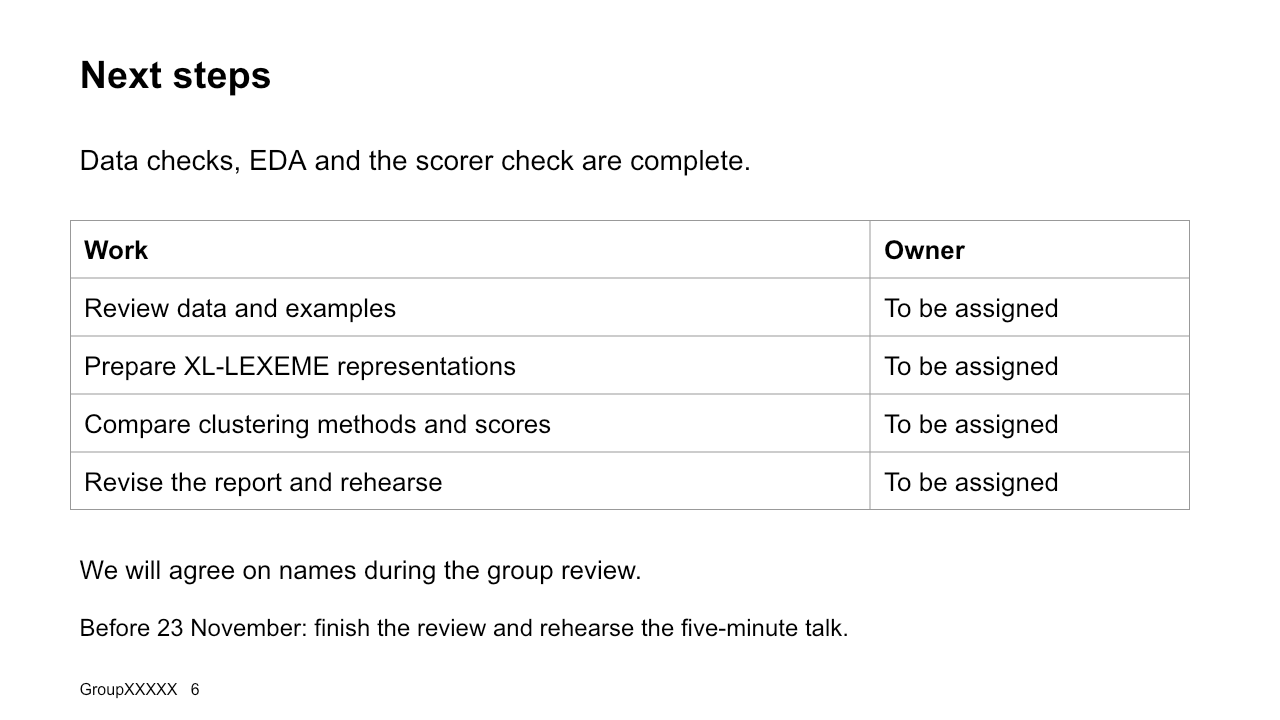 Next steps
Data checks, EDA and the scorer check are complete.
Work Owner
Review data and examples To be assigned
Prepare XL-LEXEME representations To be assigned
Compare clustering methods and scores To be assigned
Revise the report and rehearse To be assigned
We will agree on names during the group review.
Before 23 November: finish the review and rehearse the five-minute talk.
GroupXXXXX 6